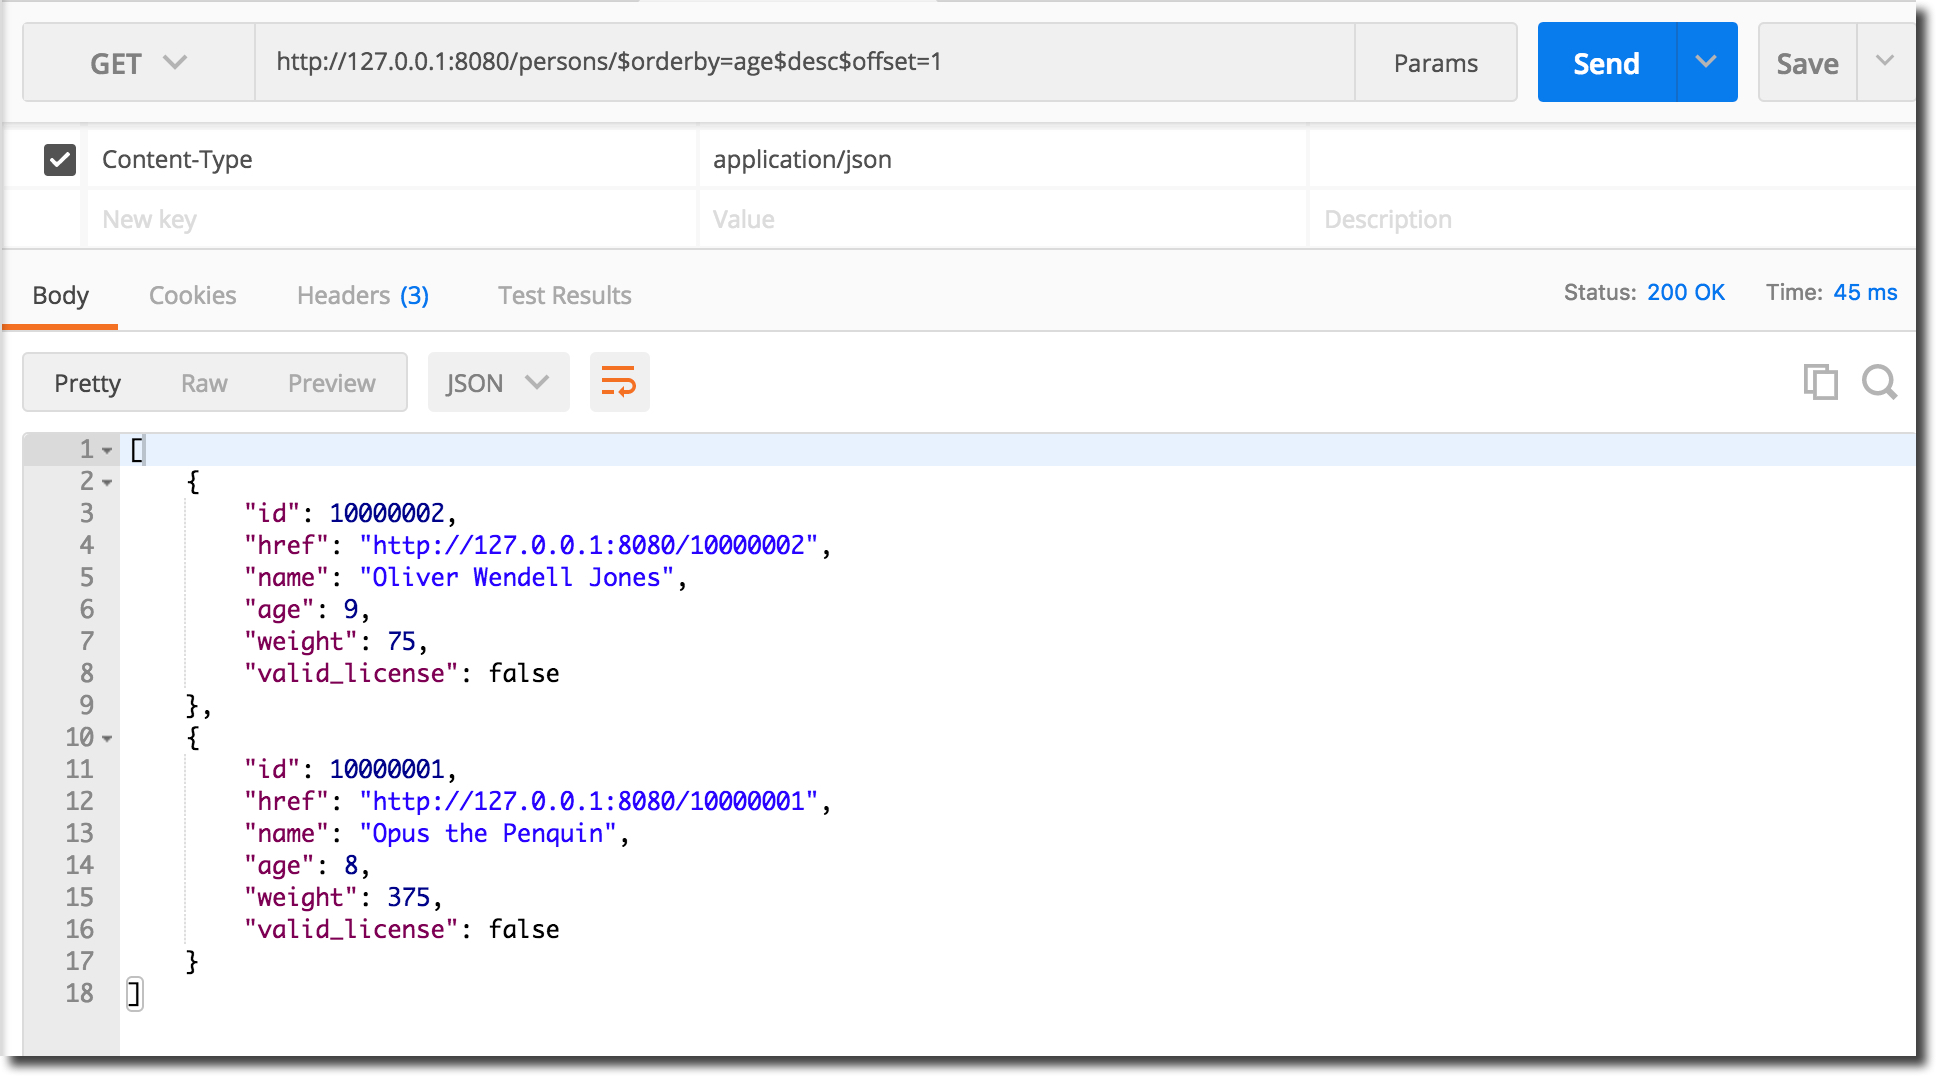 GET http://127.0.0.1:8080/persons/$orderby=age$desc$offset=1 Params Send Save
Content-Type application/json
New key Value Description
Body Cookies Headers (3) Test Results Status: 200 OK Time: 45 ms
Pretty Raw Preview JSON
1 [
2 {
3 "id": 10000002,
4 "href": "http://127.0.0.1:8080/10000002",
5 "name": "Oliver Wendell Jones",
6 "age": 9,
7 "weight": 75,
8 "valid_license": false
9 },
10 {
11 "id": 10000001,
12 "href": "http://127.0.0.1:8080/10000001",
13 "name": "Opus the Penquin",
14 "age": 8,
15 "weight": 375,
16 "valid_license": false
17 }
18 ]